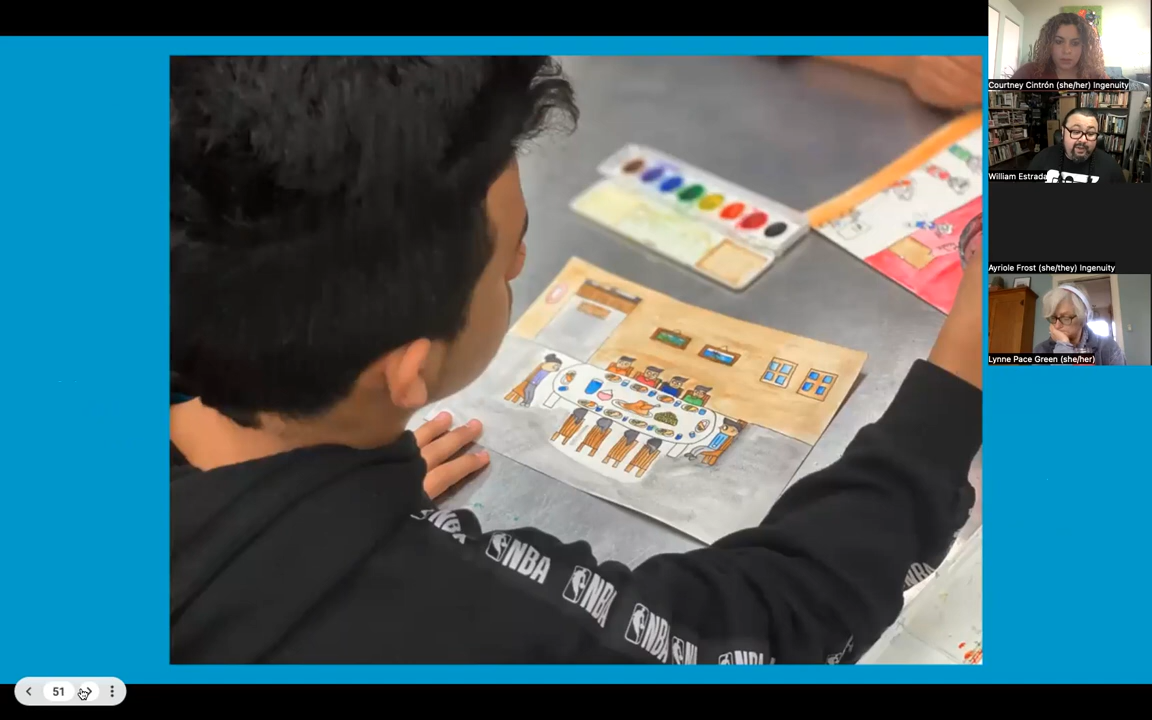 Courtney Cintrón (she/her) Ingenuity
William Estrada
Ayriole Frost (she/they) Ingenuity
Lynne Pace Green (she/her)
NBA
NBA
NBA
NBA
51